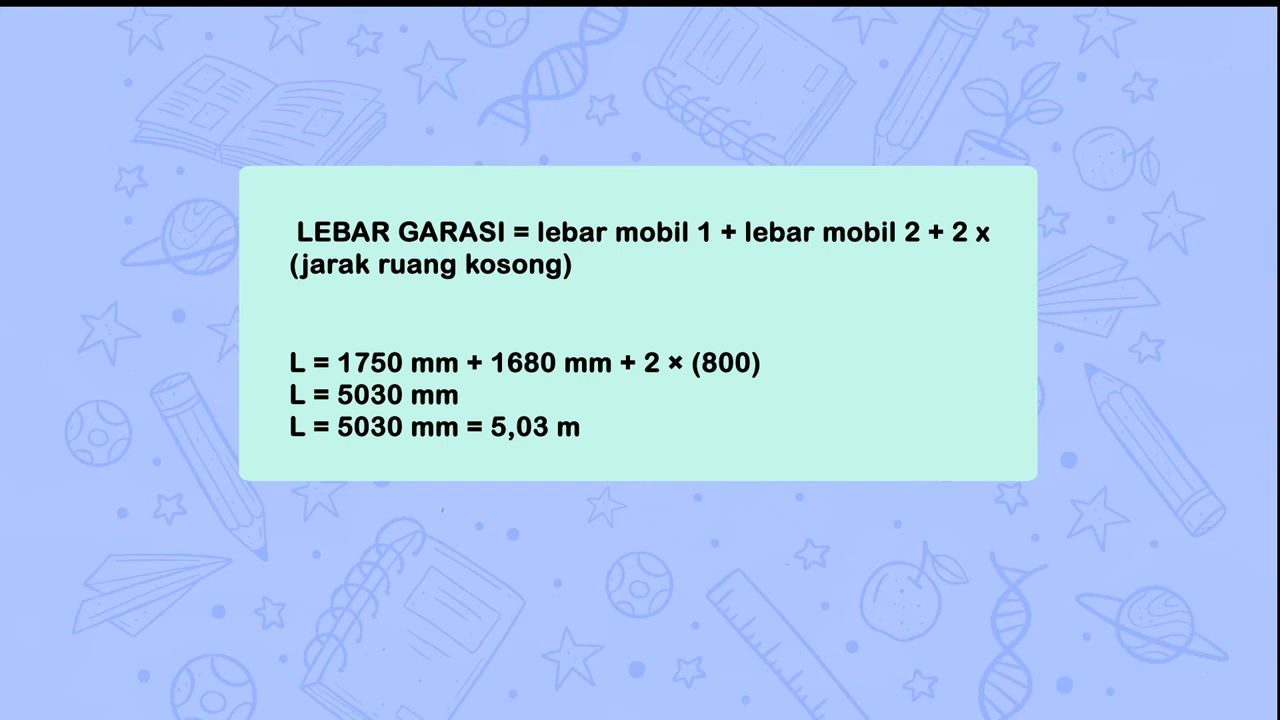 LEBAR GARASI = lebar mobil 1 + lebar mobil 2 + 2 x
(jarak ruang kosong)
L = 1750 mm + 1680 mm + 2 × (800)
L = 5030 mm
L = 5030 mm = 5,03 m